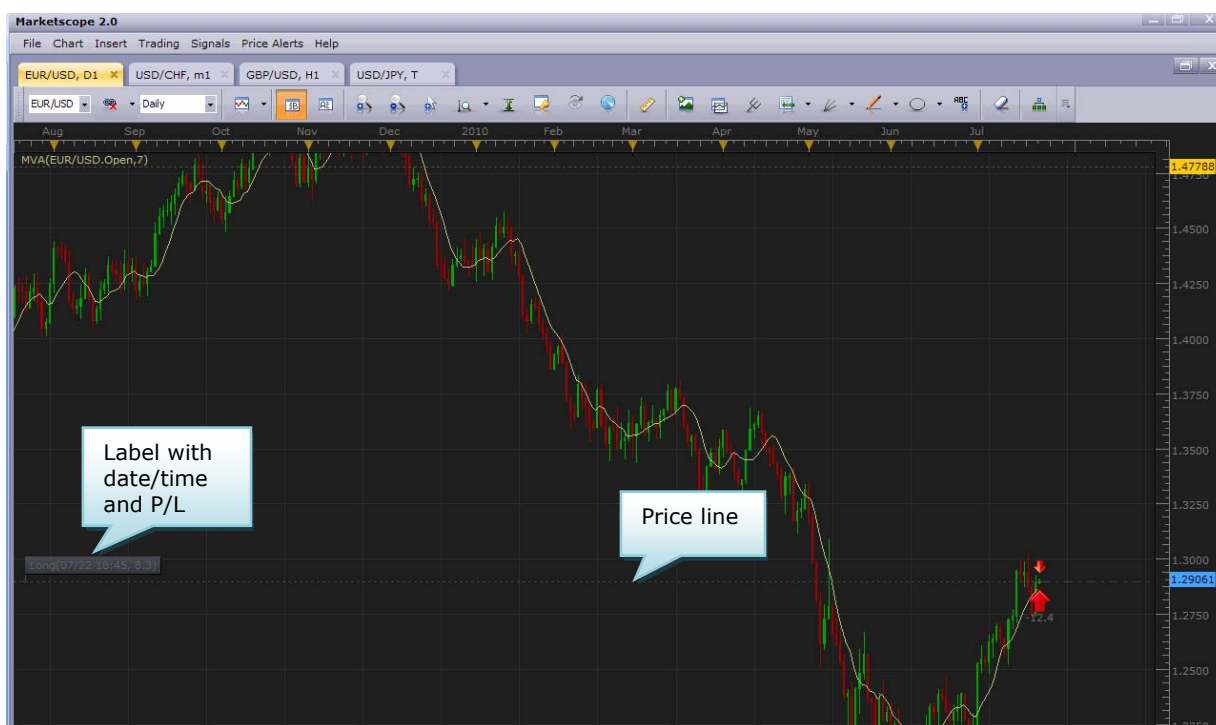 Marketscope 2.0
File Chart Insert Trading Signals Price Alerts Help
EUR/USD, D1 USD/CHF, m1 GBP/USD, H1 USD/JPY, T
EUR/USD Daily
ABC
Aug Sep Oct Nov Dec 2010 Feb Mar Apr May Jun Jul
MVA(EUR/USD.Open,7)
1.47788
1.4750
1.4500
1.4250
1.4000
1.3750
Label with
date/time
and P/L
1.3500
Price line
1.3250
1.3000
Long(07/22 18:45, 8.3)
1.29061
1.2750
-12.4
1.2500